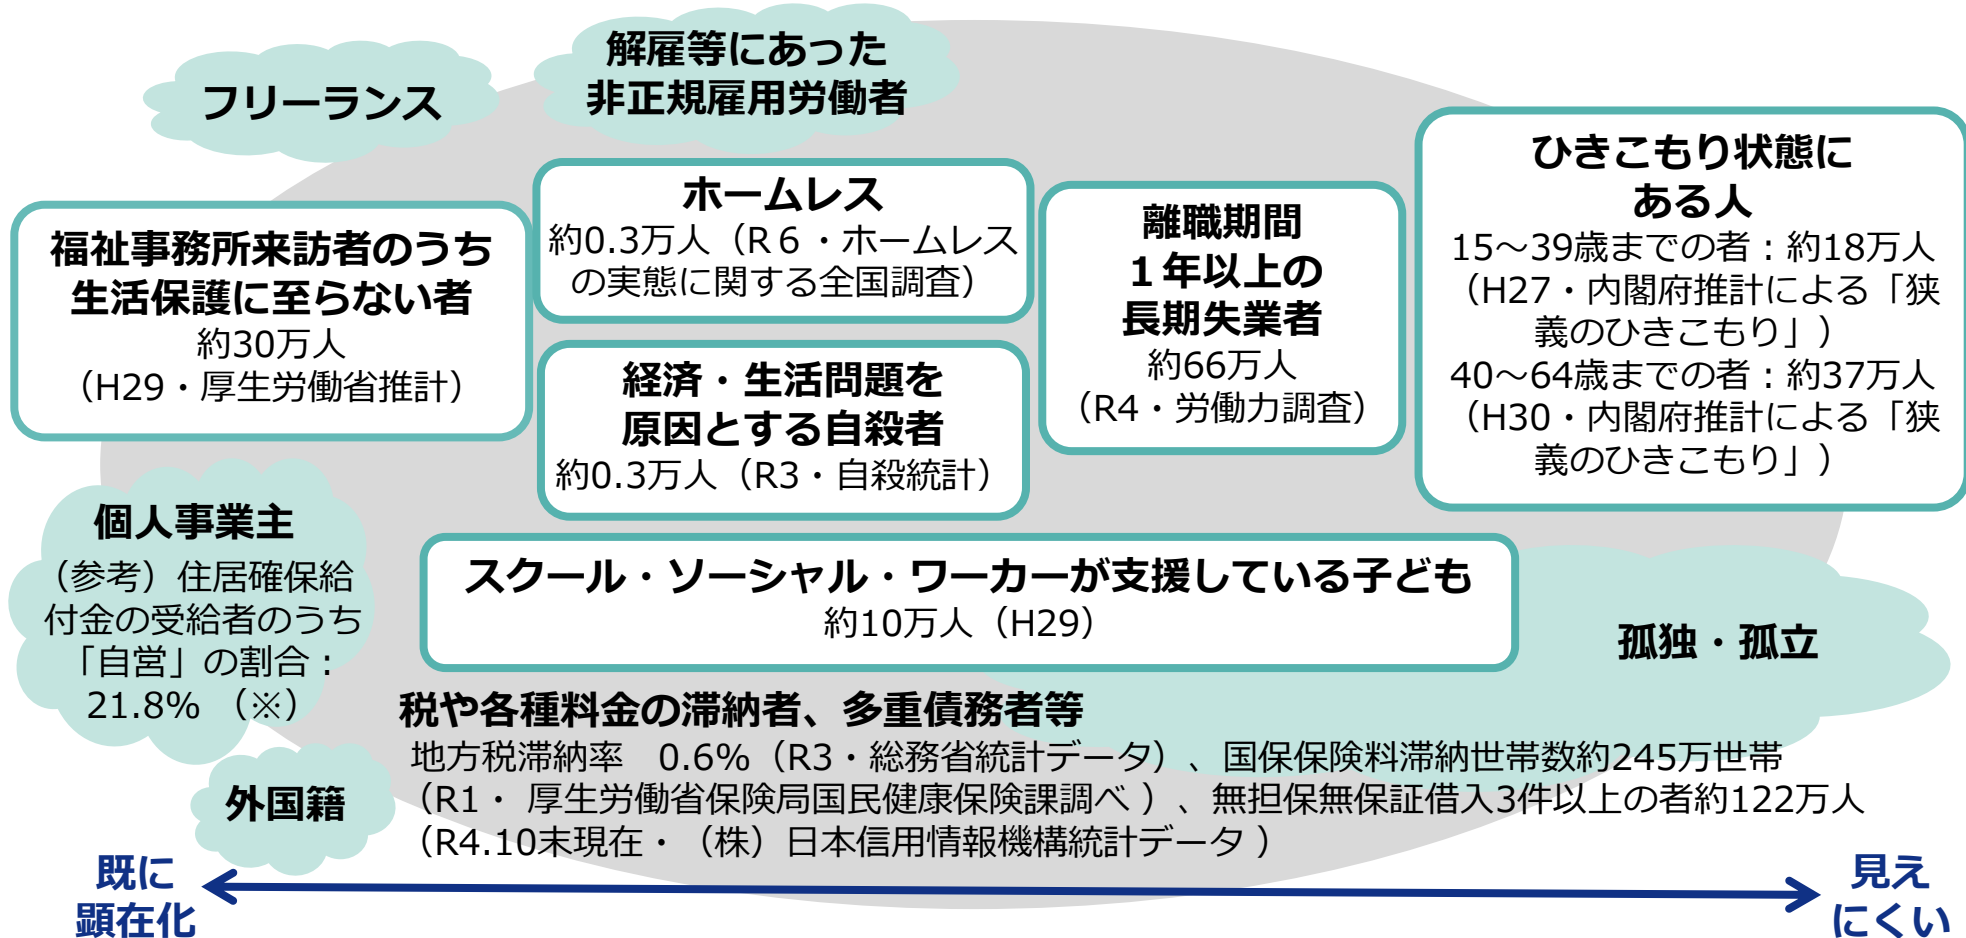 フリーランス
解雇等にあった
非正規雇用労働者
福祉事務所来訪者のうち
生活保護に至らない者
約30万人
（H29・厚生労働省推計）
ホームレス
約0.3万人（R６・ホームレス
の実態に関する全国調査）
経済・生活問題を
原因とする自殺者
約0.3万人（R3・自殺統計）
離職期間
１年以上の
長期失業者
約66万人
（R4・労働力調査）
ひきこもり状態に
ある人
15～39歳までの者：約18万人
（H27・内閣府推計による「狭
義のひきこもり」）
40～64歳までの者：約37万人
（H30・内閣府推計による「狭
義のひきこもり」）
個人事業主
（参考）住居確保給
付金の受給者のうち
「自営」の割合：
21.8% （※）
スクール・ソーシャル・ワーカーが支援している子ども
約10万人（H29）
孤独・孤立
税や各種料金の滞納者、多重債務者等
地方税滞納率　0.6%（R3・総務省統計データ）、国保保険料滞納世帯数約245万世帯
（R1・ 厚生労働省保険局国民健康保険課調べ ）、無担保無保証借入3件以上の者約122万人
（R4.10末現在・（株）日本信用情報機構統計データ ）
外国籍
既に
顕在化
見え
にくい